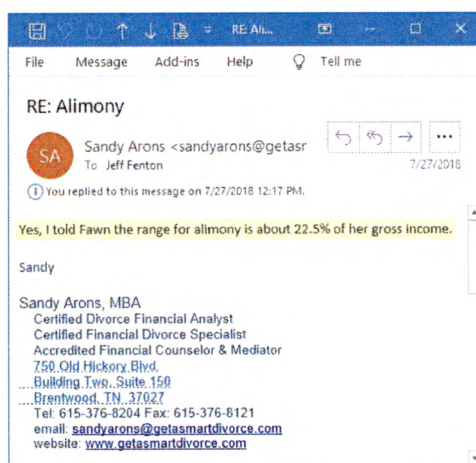 RE: Ali...
File Message Add-ins Help Tell me
RE: Alimony
SA
Sandy Arons <sandyarons@getasr
To Jeff Fenton
7/27/2018
You replied to this message on 7/27/2018 12:17 PM.
Yes, I told Fawn the range for alimony is about 22.5% of her gross income.
Sandy
Sandy Arons, MBA
Certified Divorce Financial Analyst
Certified Financial Divorce Specialist
Accredited Financial Counselor & Mediator
750 Old Hickory Blvd,
Building Two, Suite 150
Brentwood, TN 37027
Tel: 615-376-8204 Fax: 615-376-8121
email: sandyarons@getasmartdivorce.com
website: www.getasmartdivorce.com